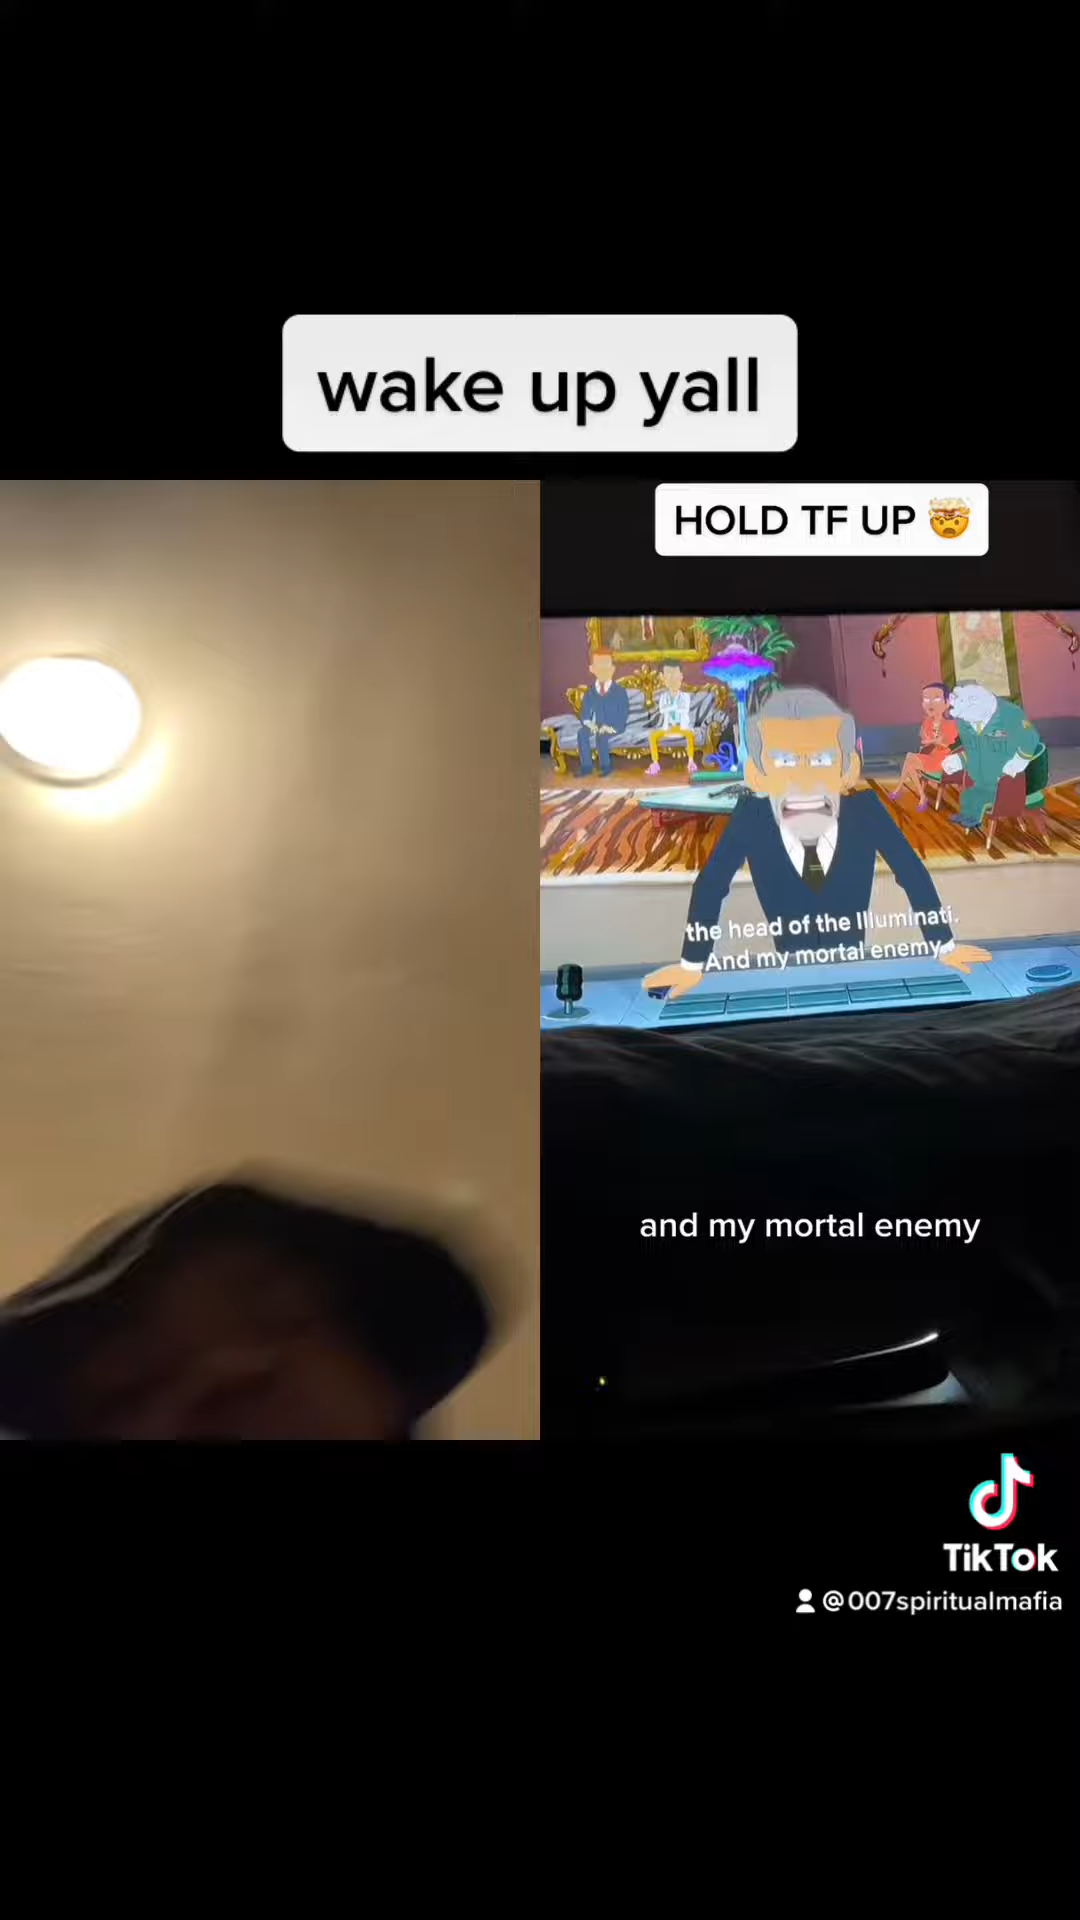 wake up yall
HOLD TF UP 🤯
the head of the Illuminati.
And my mortal enemy
and my mortal enemy
TikTok
@007spiritualmafia